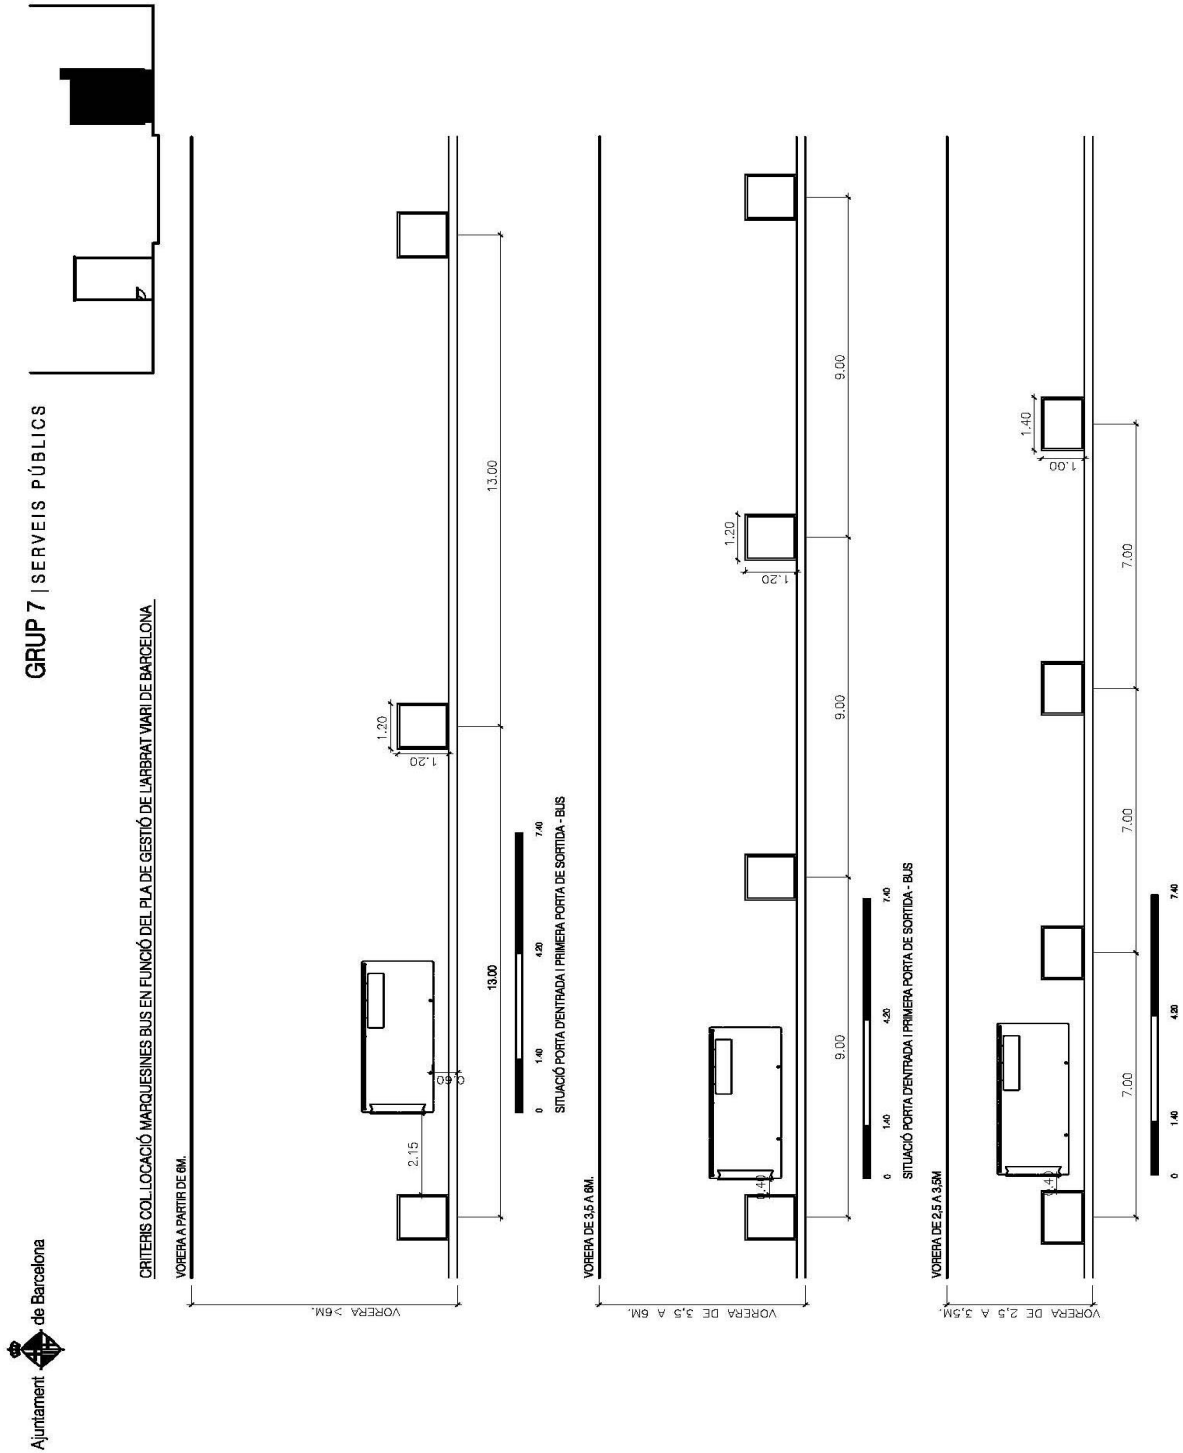 Ajuntament de Barcelona
GRUP 7 | SERVEIS PÚBLICS
CRITERIS COL.LOCACIÓ MARQUESINES BUS EN FUNCIÓ DEL PLA DE GESTIÓ DE L'ARBRAT VIARI DE BARCELONA
VORERA A PARTIR DE 6M.
VORERA >6M.
2.15
0.60
1.20
1.20
13.00
13.00
0 1.40 4.20 7.40
SITUACIÓ PORTA D'ENTRADA I PRIMERA PORTA DE SORTIDA - BUS
VORERA DE 3,5 A 6M.
VORERA DE 3,5 A 6M.
0.40
1.20
1.20
9.00
9.00
9.00
0 1.40 4.20 7.40
SITUACIÓ PORTA D'ENTRADA I PRIMERA PORTA DE SORTIDA - BUS
VORERA DE 2,5 A 3,5M
VORERA DE 2,5 A 3,5M.
0.40
1.40
1.00
7.00
7.00
7.00
0 1.40 4.20 7.40